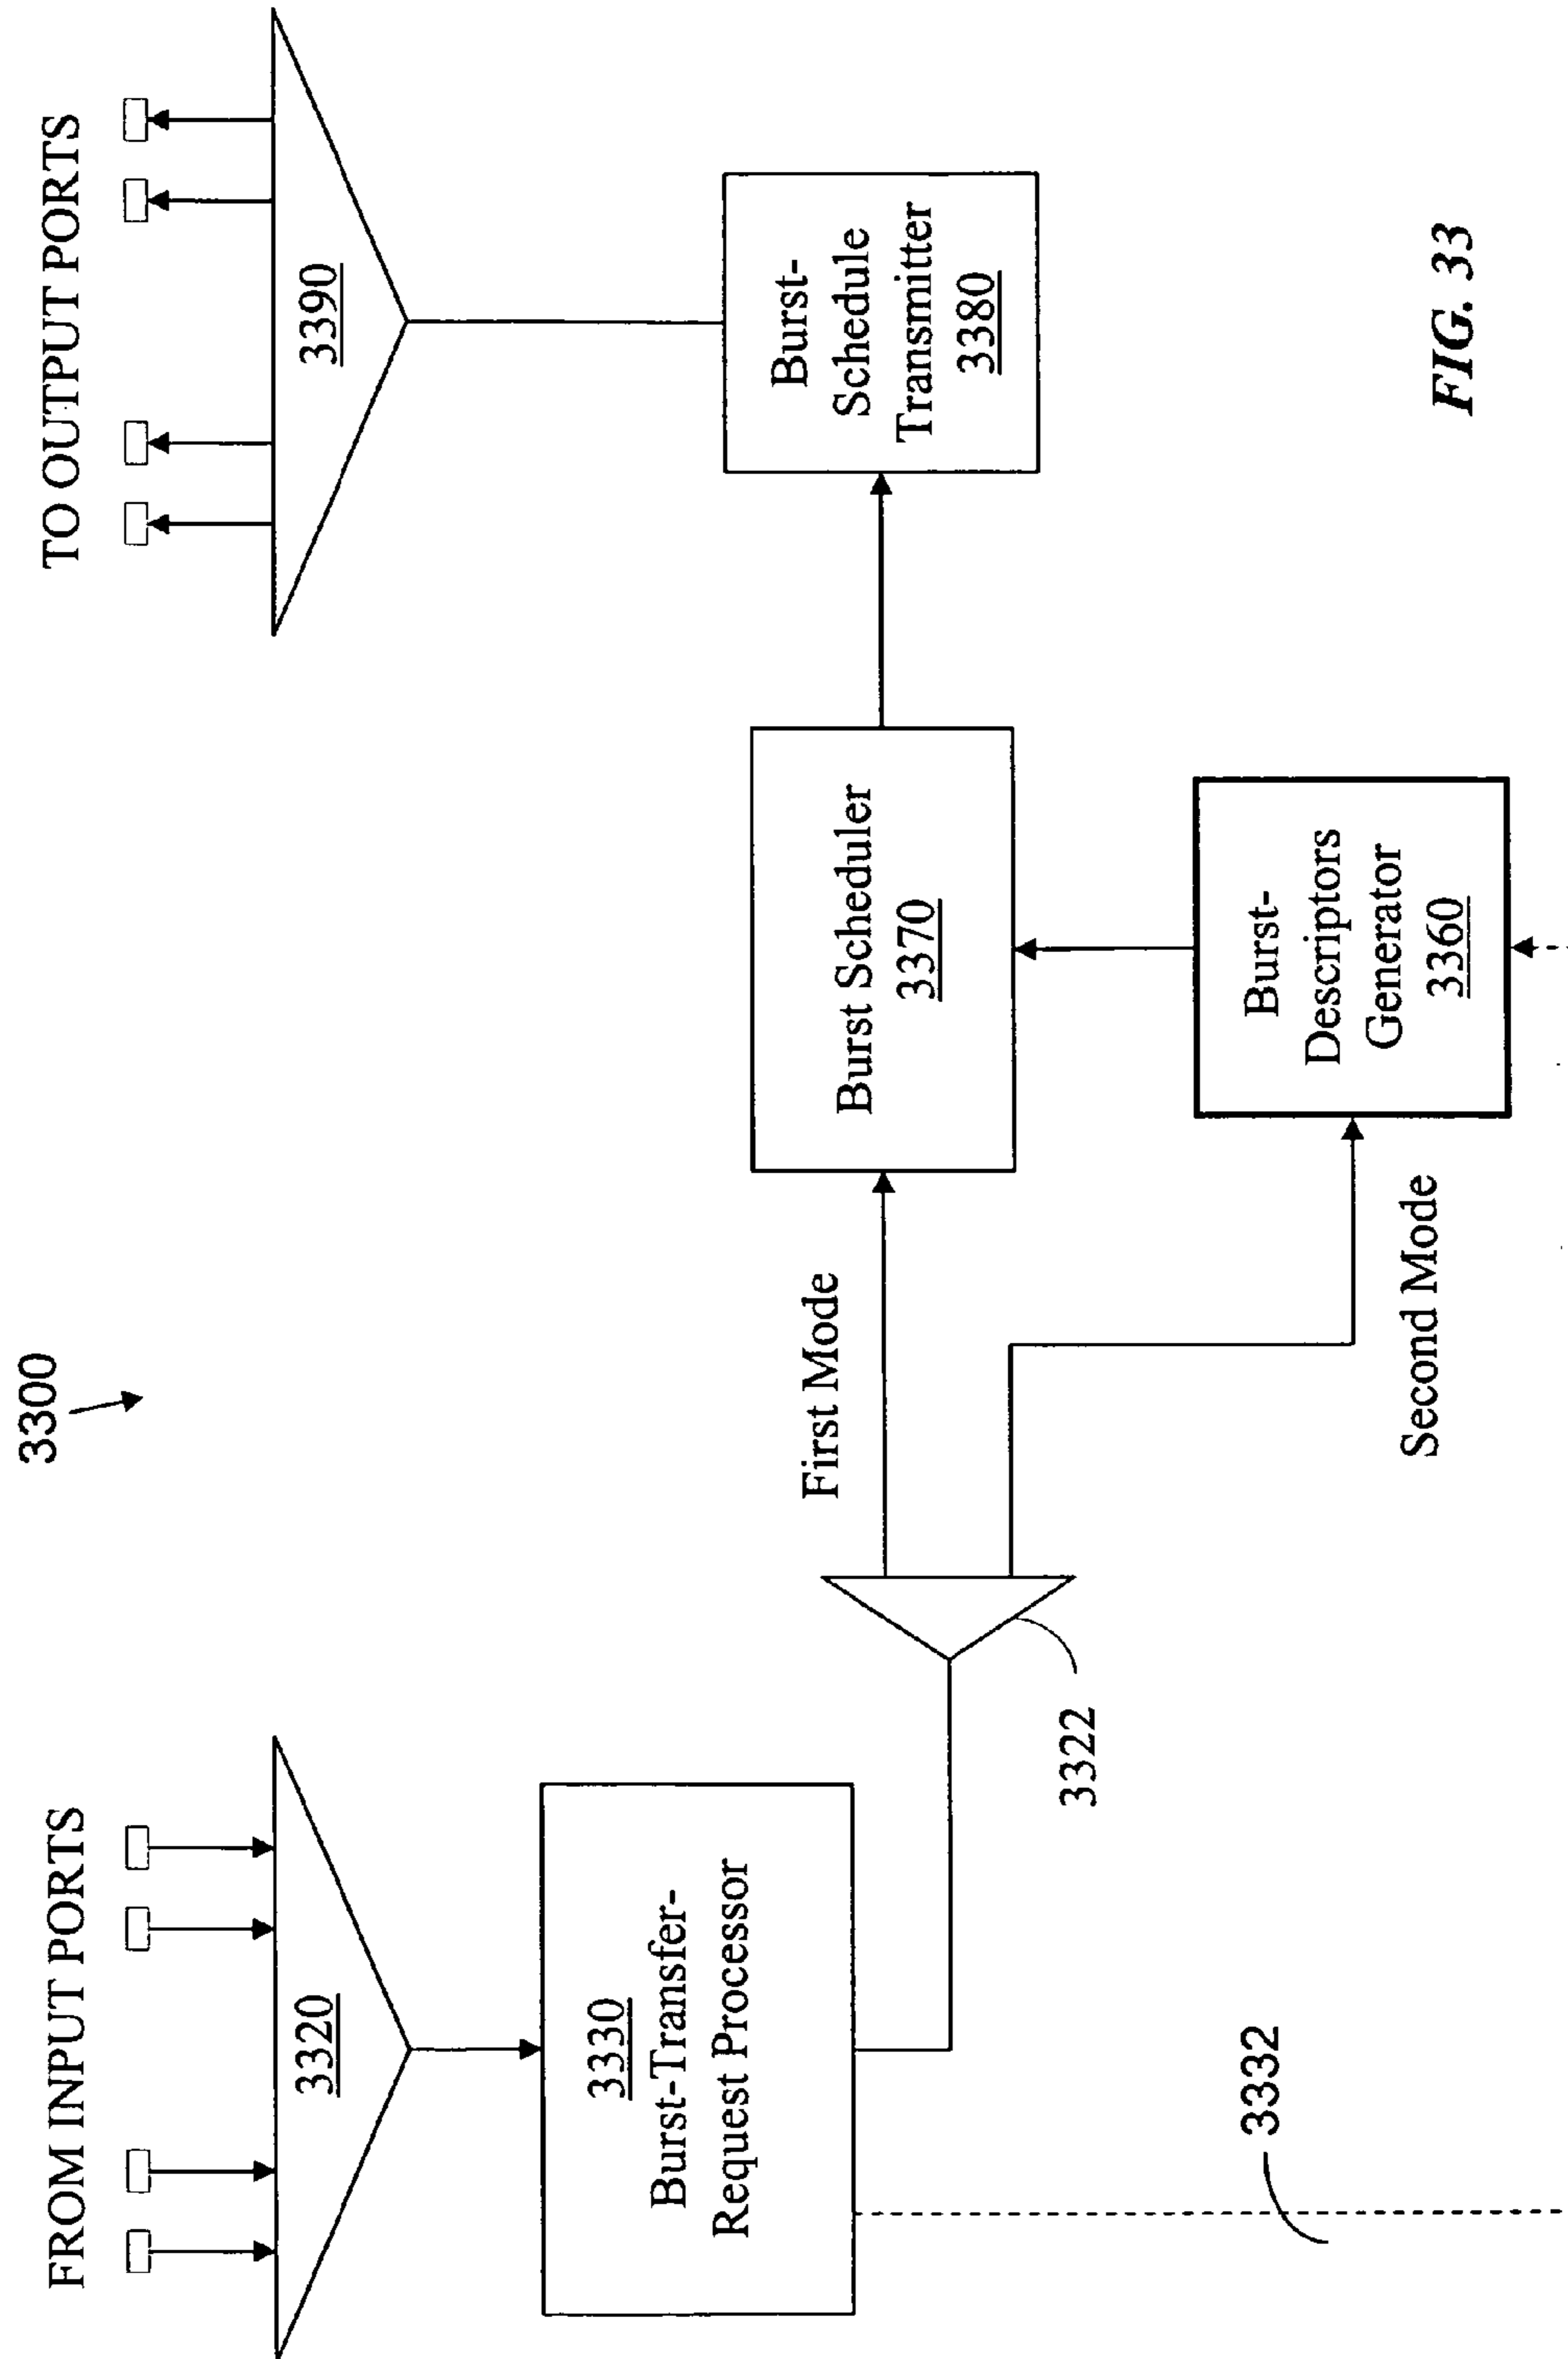 3300
FROM INPUT PORTS
3320
3330
Burst-Transfer-
Request Processor
3332
3322
First Mode
Second Mode
Burst Scheduler
3370
Burst-
Descriptors
Generator
3360
TO OUTPUT PORTS
3390
Burst-
Schedule
Transmitter
3380
FIG. 33